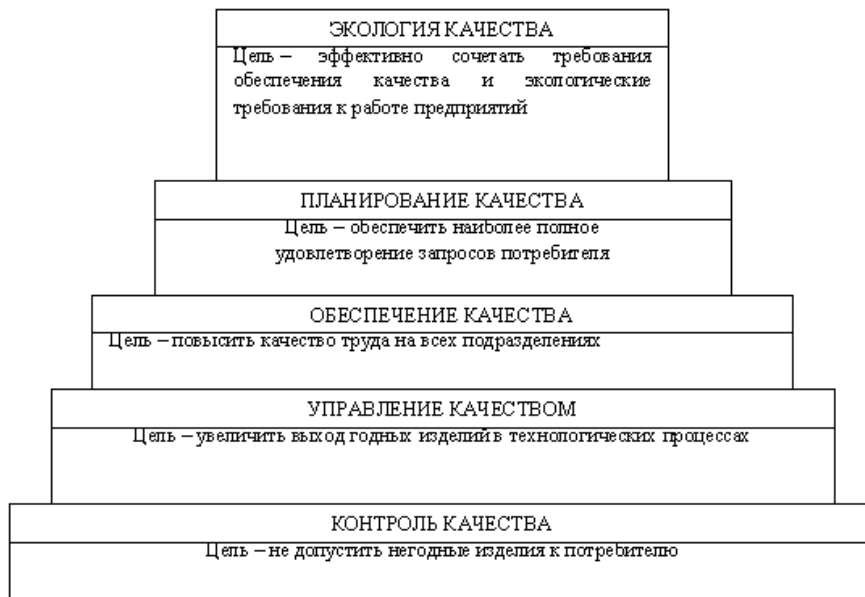 ЭКОЛОГИЯ КАЧЕСТВА
Цель – эффективно сочетать требования
обеспечения качества и экологические
требования к работе предприятий
ПЛАНИРОВАНИЕ КАЧЕСТВА
Цель – обеспечить наиболее полное
удовлетворение запросов потребителя
ОБЕСПЕЧЕНИЕ КАЧЕСТВА
Цель – повысить качество труда на всех подразделениях
УПРАВЛЕНИЕ КАЧЕСТВОМ
Цель – увеличить выход годных изделий в технологических процессах
КОНТРОЛЬ КАЧЕСТВА
Цель – не допустить негодные изделия к потребителю